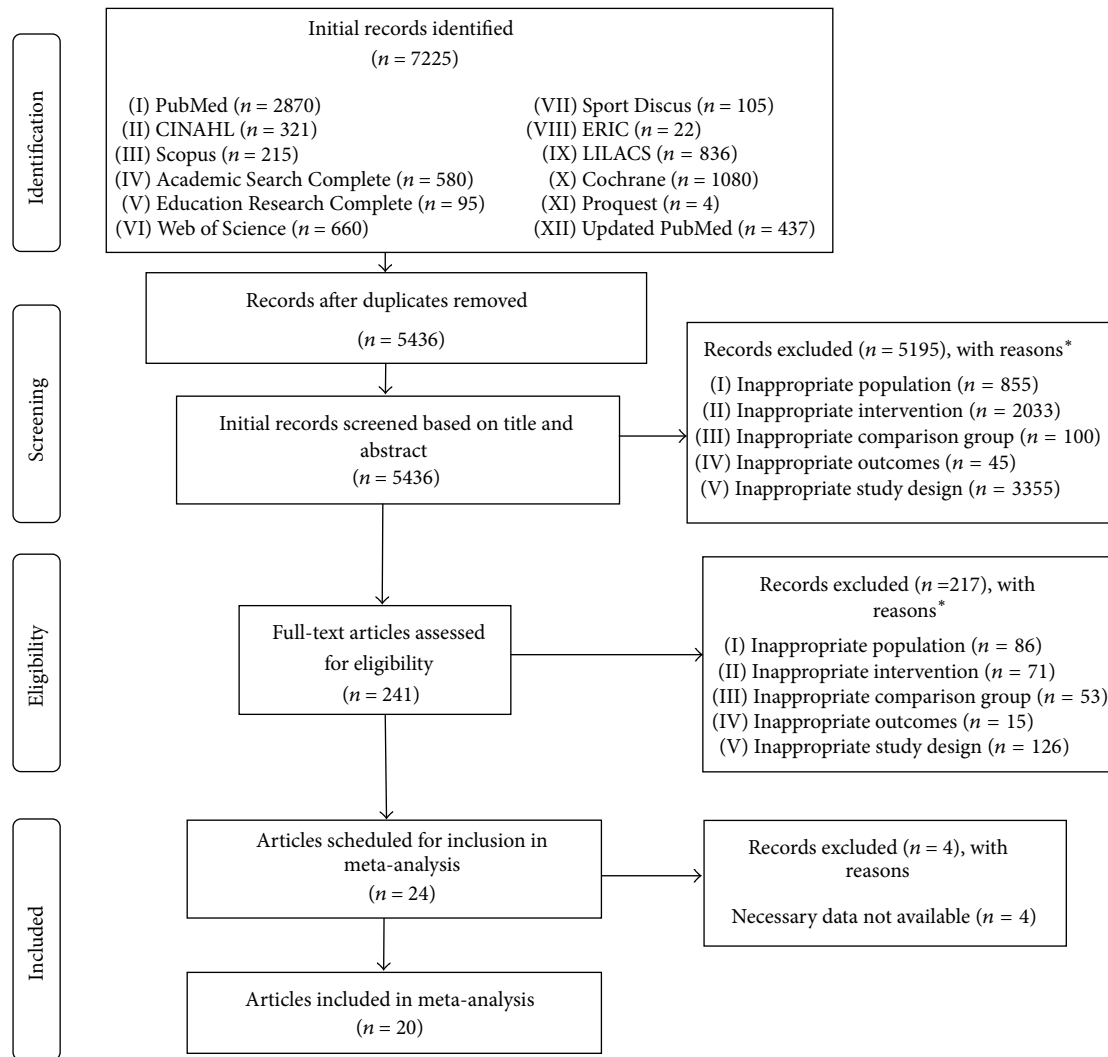 Identification
Initial records identified
(n = 7225)
(I) PubMed (n = 2870)
(II) CINAHL (n = 321)
(III) Scopus (n = 215)
(IV) Academic Search Complete (n = 580)
(V) Education Research Complete (n = 95)
(VI) Web of Science (n = 660)
(VII) Sport Discus (n = 105)
(VIII) ERIC (n = 22)
(IX) LILACS (n = 836)
(X) Cochrane (n = 1080)
(XI) Proquest (n = 4)
(XII) Updated PubMed (n = 437)
Screening
Records after duplicates removed
(n = 5436)
Initial records screened based on title and
abstract
(n = 5436)
Records excluded (n = 5195), with reasons*
(I) Inappropriate population (n = 855)
(II) Inappropriate intervention (n = 2033)
(III) Inappropriate comparison group (n = 100)
(IV) Inappropriate outcomes (n = 45)
(V) Inappropriate study design (n = 3355)
Eligibility
Full-text articles assessed
for eligibility
(n = 241)
Records excluded (n =217), with
reasons*
(I) Inappropriate population (n = 86)
(II) Inappropriate intervention (n = 71)
(III) Inappropriate comparison group (n = 53)
(IV) Inappropriate outcomes (n = 15)
(V) Inappropriate study design (n = 126)
Included
Articles scheduled for inclusion in
meta-analysis
(n = 24)
Records excluded (n = 4), with
reasons
Necessary data not available (n = 4)
Articles included in meta-analysis
(n = 20)